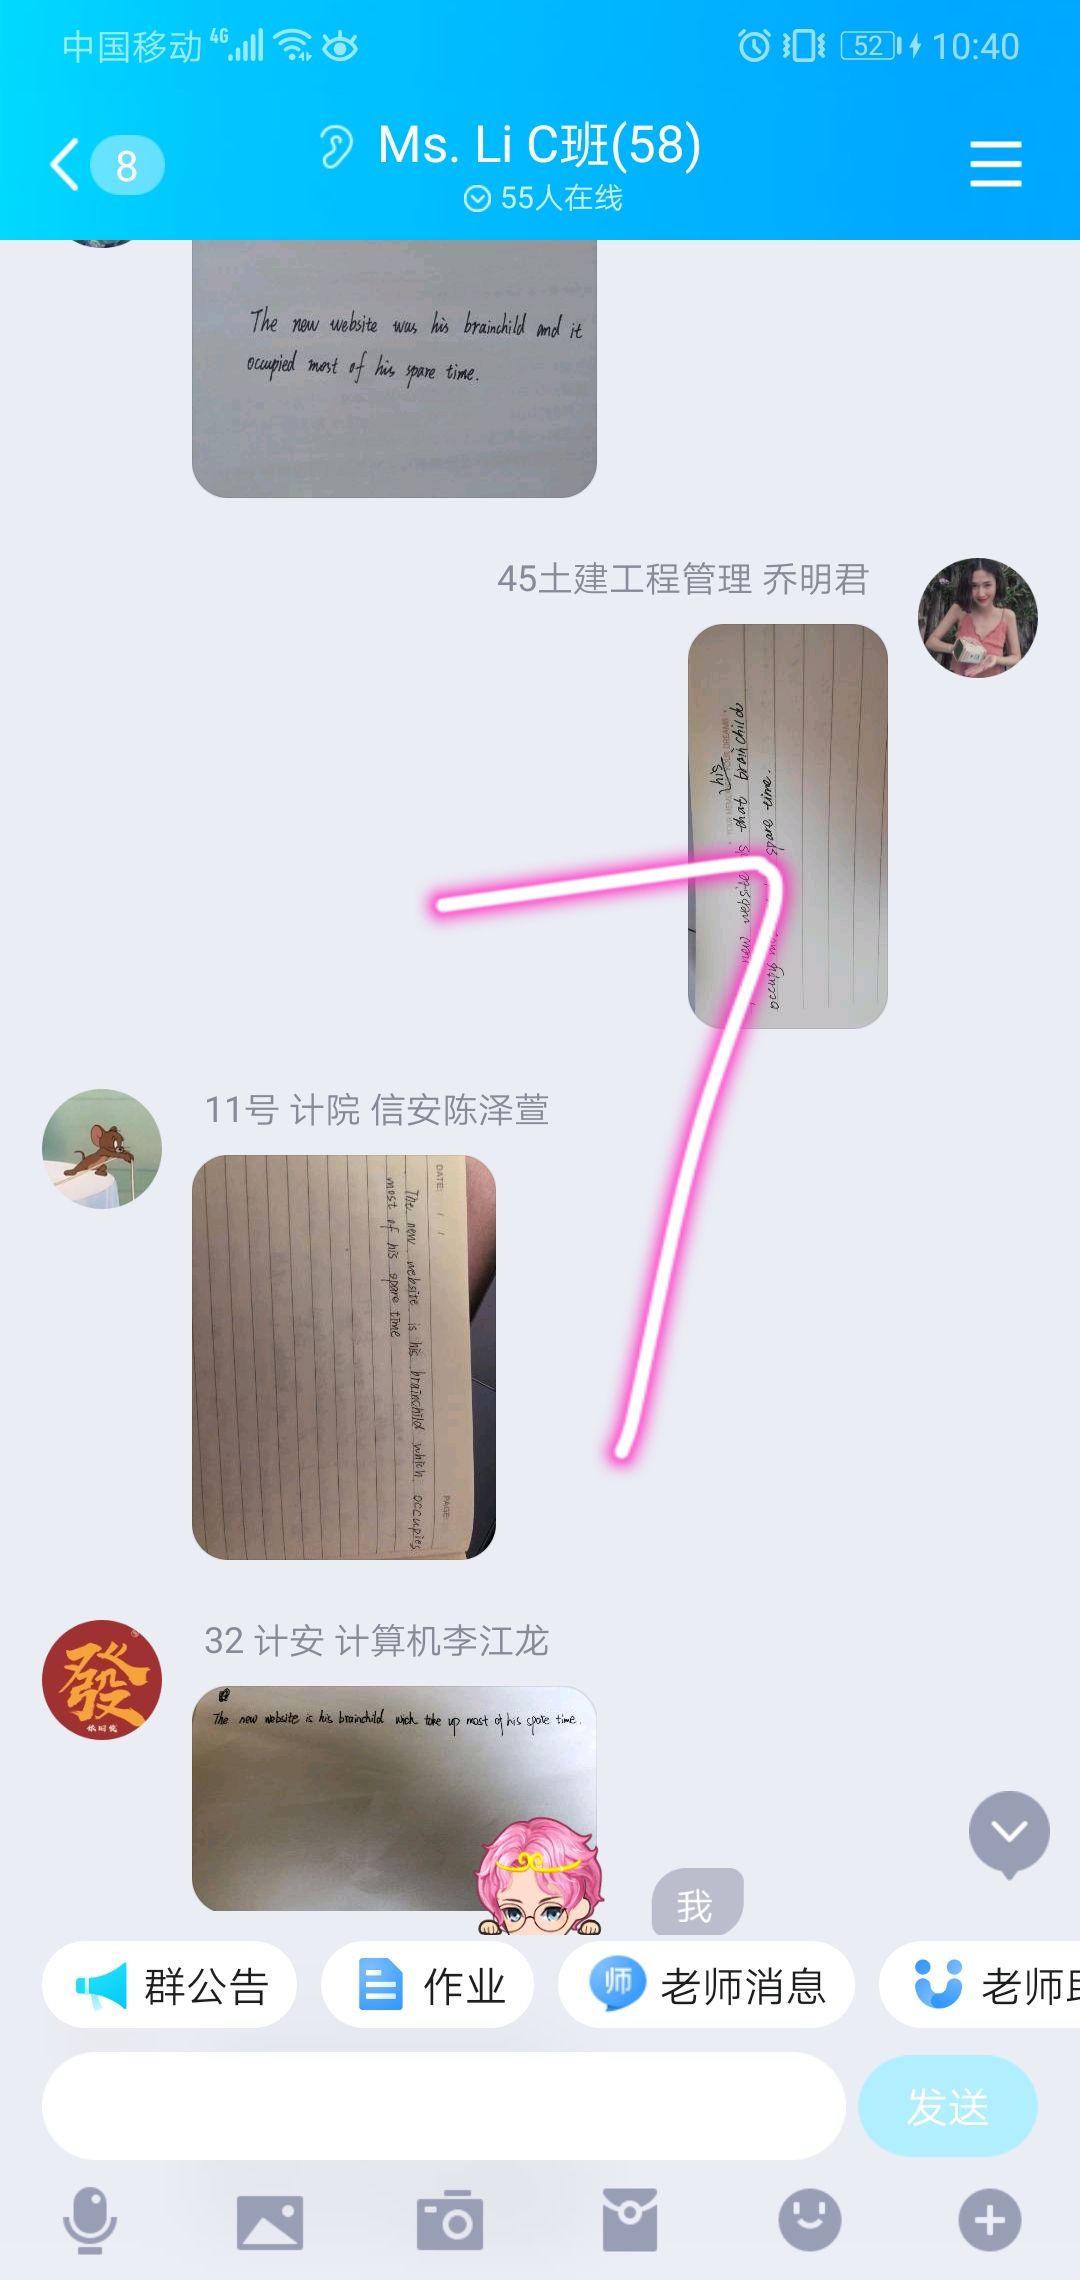 中国移动 4G 52 10:40
8 Ms. Li C班(58)
55人在线
The new website was his brainchild and it
occupied most of his spare time.
45土建工程管理 乔明君
his
new website is that brainchild
occupy spare time.
11号 计院 信安陈泽萱
DATE: / /
The new website is his brainchild which occupies
most of his spare time
PAGE:
32 计安 计算机李江龙
發
The new website is his brainchild wich take up most of his spare time.
我
群公告 作业 师 老师消息 老师
发送